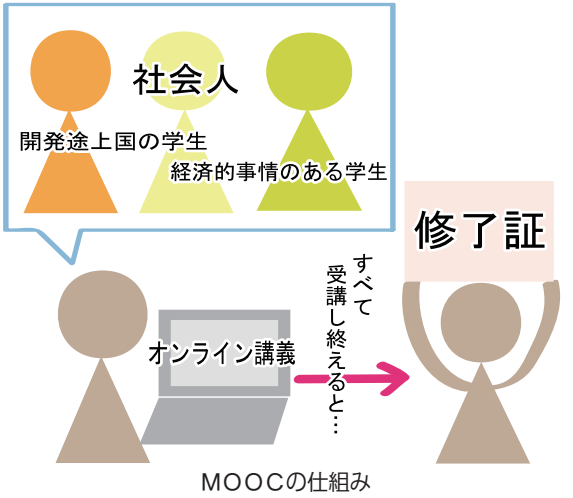 社会人
開発途上国の学生
経済的事情のある学生
修了証
オンライン講義
すべて
受講し終えると…
MOOCの仕組み